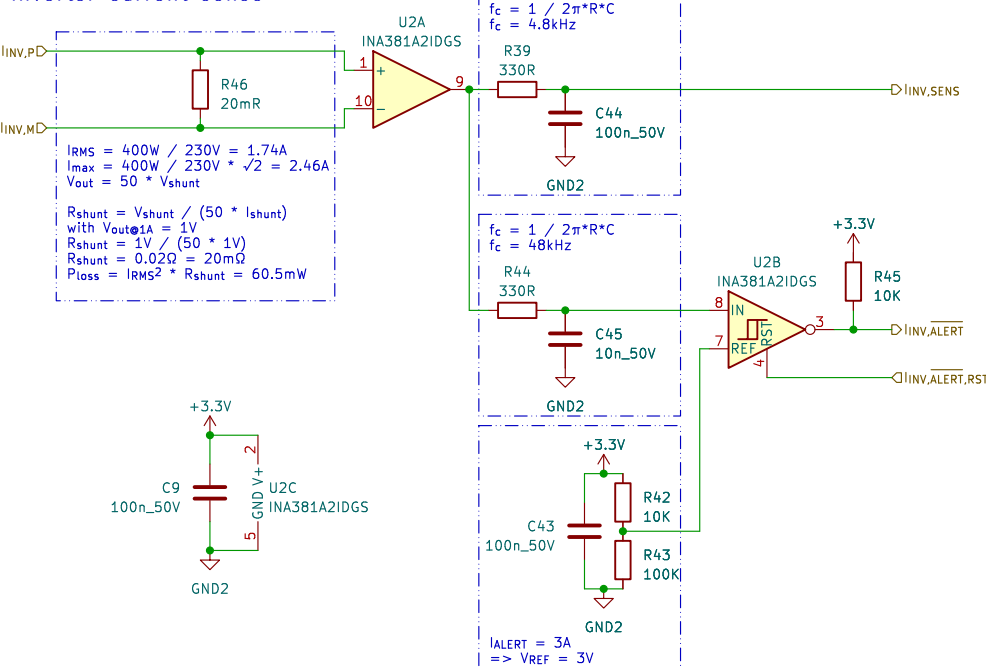 fc = 1 / 2π*R*C
fc = 4.8kHz
U2A
INA381A2IDGS
IINV,P
1
+
R46
20mR
10
−
IINV,M
9
R39
330R
IINV,SENS
C44
100n_50V
GND2
IRMS = 400W / 230V = 1.74A
Imax = 400W / 230V * √2 = 2.46A
Vout = 50 * Vshunt
Rshunt = Vshunt / (50 * Ishunt)
with Vout@1A = 1V
Rshunt = 1V / (50 * 1V)
Rshunt = 0.02Ω = 20mΩ
Ploss = IRMS² * Rshunt = 60.5mW
fc = 1 / 2π*R*C
fc = 48kHz
R44
330R
C45
10n_50V
GND2
+3.3V
R45
10K
U2B
INA381A2IDGS
8
IN
7
REF
RST
4
3
IINV,ALERT
IINV,ALERT,RST
+3.3V
C9
100n_50V
2
V+
GND
5
U2C
INA381A2IDGS
GND2
+3.3V
R42
10K
C43
100n_50V
R43
100K
GND2
IALERT = 3A
=> VREF = 3V